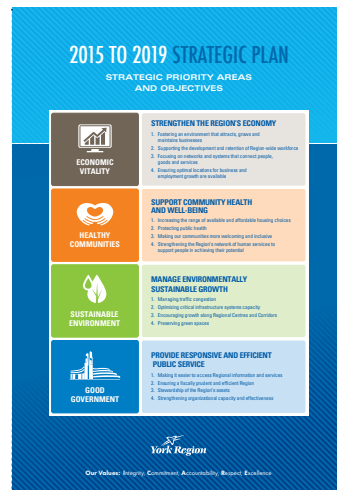 2015 TO 2019 STRATEGIC PLAN
STRATEGIC PRIORITY AREAS
AND OBJECTIVES
ECONOMIC
VITALITY
STRENGTHEN THE REGION'S ECONOMY
1. Fostering an environment that attracts, grows and
maintains businesses
2. Supporting the development and retention of Region-wide workforce
3. Focusing on networks and systems that connect people,
goods and services
4. Ensuring optimal locations for business and
employment growth are available
HEALTHY
COMMUNITIES
SUPPORT COMMUNITY HEALTH
AND WELL-BEING
1. Increasing the range of available and affordable housing choices
2. Protecting public health
3. Making our communities more welcoming and inclusive
4. Strengthening the Region's network of human services to
support people in achieving their potential
SUSTAINABLE
ENVIRONMENT
MANAGE ENVIRONMENTALLY
SUSTAINABLE GROWTH
1. Managing traffic congestion
2. Optimizing critical infrastructure systems capacity
3. Encouraging growth along Regional Centres and Corridors
4. Preserving green spaces
GOOD
GOVERNMENT
PROVIDE RESPONSIVE AND EFFICIENT
PUBLIC SERVICE
1. Making it easier to access Regional information and services
2. Ensuring a fiscally prudent and efficient Region
3. Stewardship of the Region's assets
4. Strengthening organizational capacity and effectiveness
York Region
Our Values: Integrity, Commitment, Accountability, Respect, Excellence